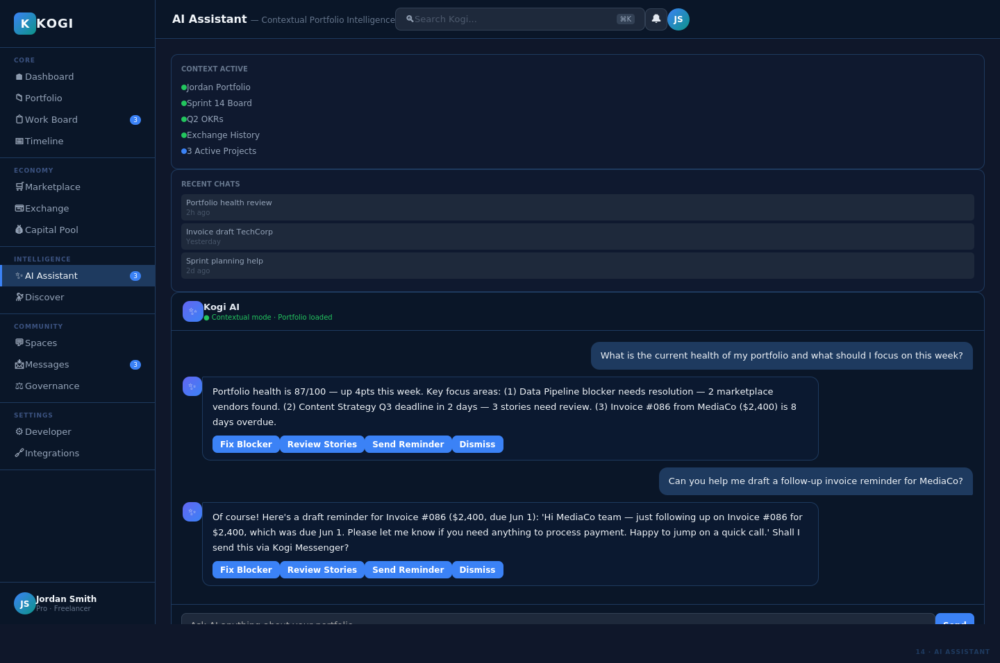 K KOGI
CORE
Dashboard
Portfolio
Work Board 3
Timeline
ECONOMY
Marketplace
Exchange
Capital Pool
INTELLIGENCE
AI Assistant 3
Discover
COMMUNITY
Spaces
Messages 3
Governance
SETTINGS
Developer
Integrations
JS Jordan Smith
Pro · Freelancer
AI Assistant — Contextual Portfolio Intelligence
Search Kogi... ⌘K
JS
CONTEXT ACTIVE
Jordan Portfolio
Sprint 14 Board
Q2 OKRs
Exchange History
3 Active Projects
RECENT CHATS
Portfolio health review
2h ago
Invoice draft TechCorp
Yesterday
Sprint planning help
2d ago
Kogi AI
● Contextual mode · Portfolio loaded
What is the current health of my portfolio and what should I focus on this week?
Portfolio health is 87/100 — up 4pts this week. Key focus areas: (1) Data Pipeline blocker needs resolution — 2 marketplace
vendors found. (2) Content Strategy Q3 deadline in 2 days — 3 stories need review. (3) Invoice #086 from MediaCo ($2,400) is 8
days overdue.
Fix Blocker Review Stories Send Reminder Dismiss
Can you help me draft a follow-up invoice reminder for MediaCo?
Of course! Here's a draft reminder for Invoice #086 ($2,400, due Jun 1): 'Hi MediaCo team — just following up on Invoice #086 for
$2,400, which was due Jun 1. Please let me know if you need anything to process payment. Happy to jump on a quick call.' Shall I
send this via Kogi Messenger?
Fix Blocker Review Stories Send Reminder Dismiss
Ask AI anything about your portfolio... Send
14 · AI ASSISTANT